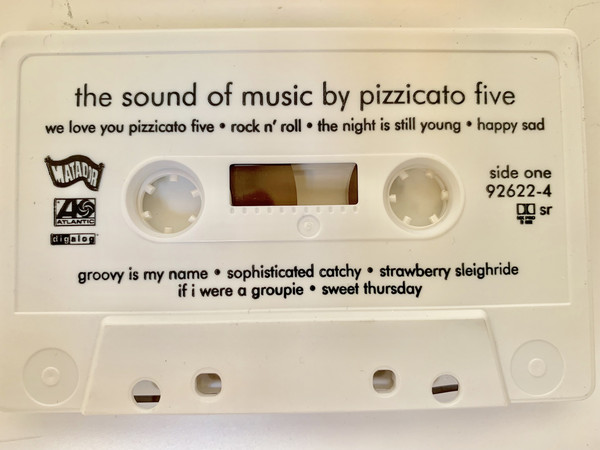 the sound of music by pizzicato five
we love you pizzicato five • rock n' roll • the night is still young • happy sad
MATADOR
ATLANTIC
digalog
side one
92622-4
sr
groovy is my name • sophisticated catchy • strawberry sleighride
if i were a groupie • sweet thursday